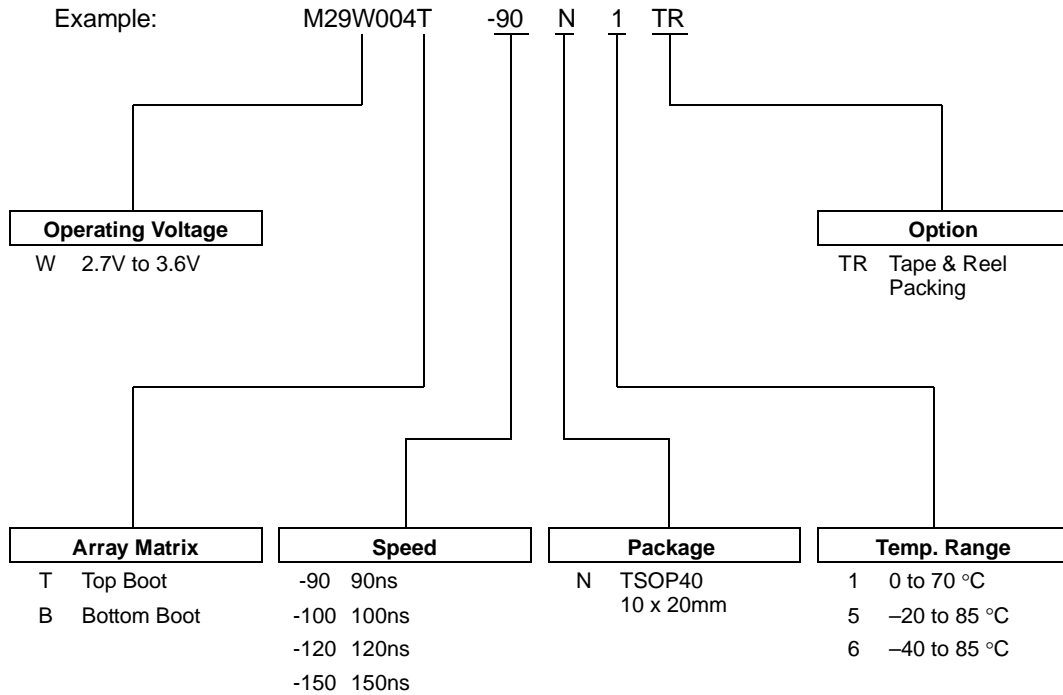 Example: M29W004T -90 N 1 TR
Operating Voltage
W 2.7V to 3.6V
Option
TR Tape & Reel
Packing
Array Matrix
T Top Boot
B Bottom Boot
Speed
-90 90ns
-100 100ns
-120 120ns
-150 150ns
Package
N TSOP40
10 x 20mm
Temp. Range
1 0 to 70 °C
5 –20 to 85 °C
6 –40 to 85 °C